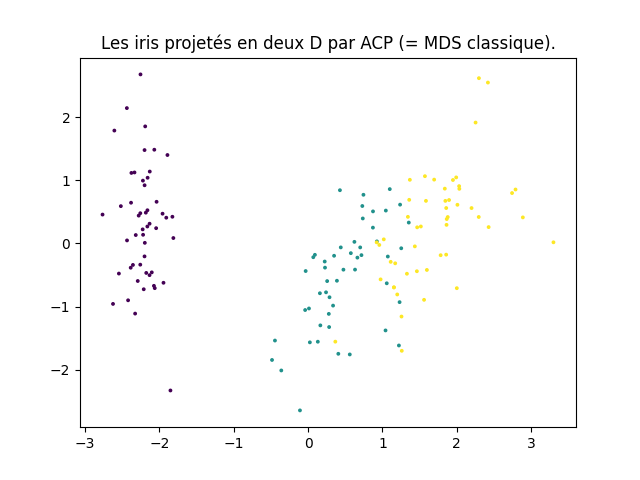 Les iris projetés en deux D par ACP (= MDS classique).
2
1
0
−1
−2
−3 −2 −1 0 1 2 3